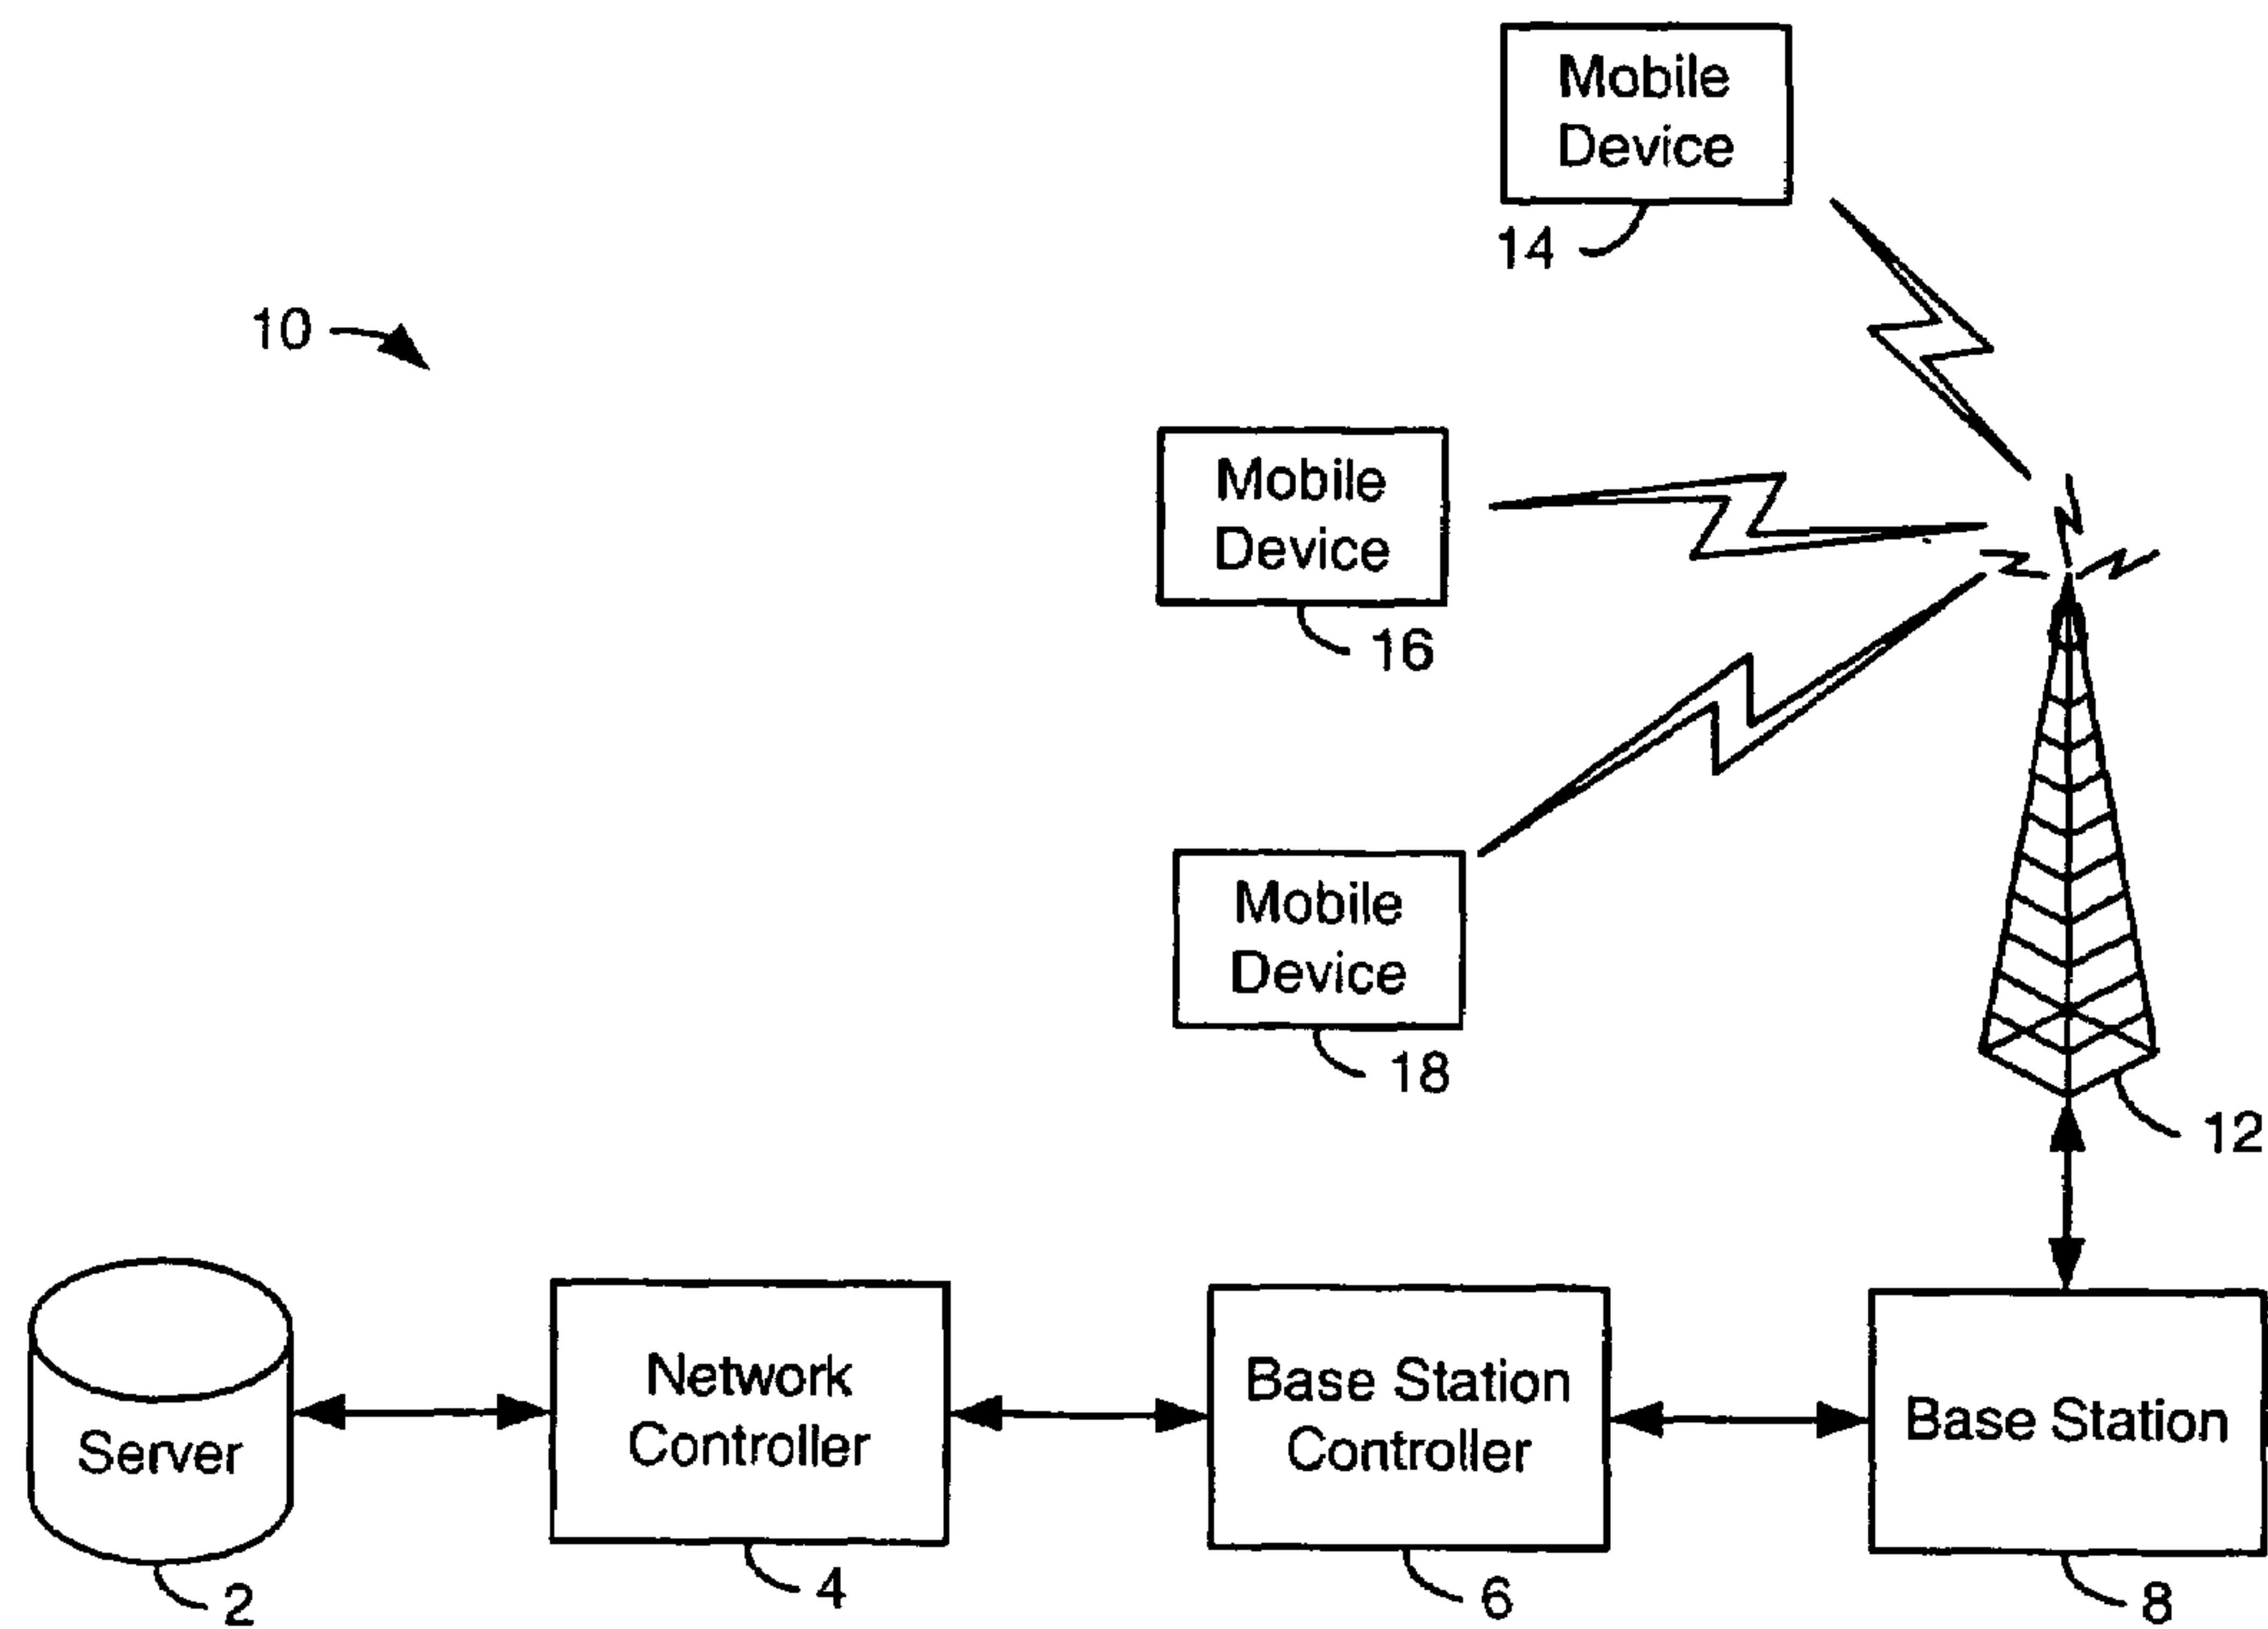 Mobile
Device
14
10
Mobile
Device
16
Mobile
Device
18
12
Server
2
Network
Controller
4
Base Station
Controller
6
Base Station
8